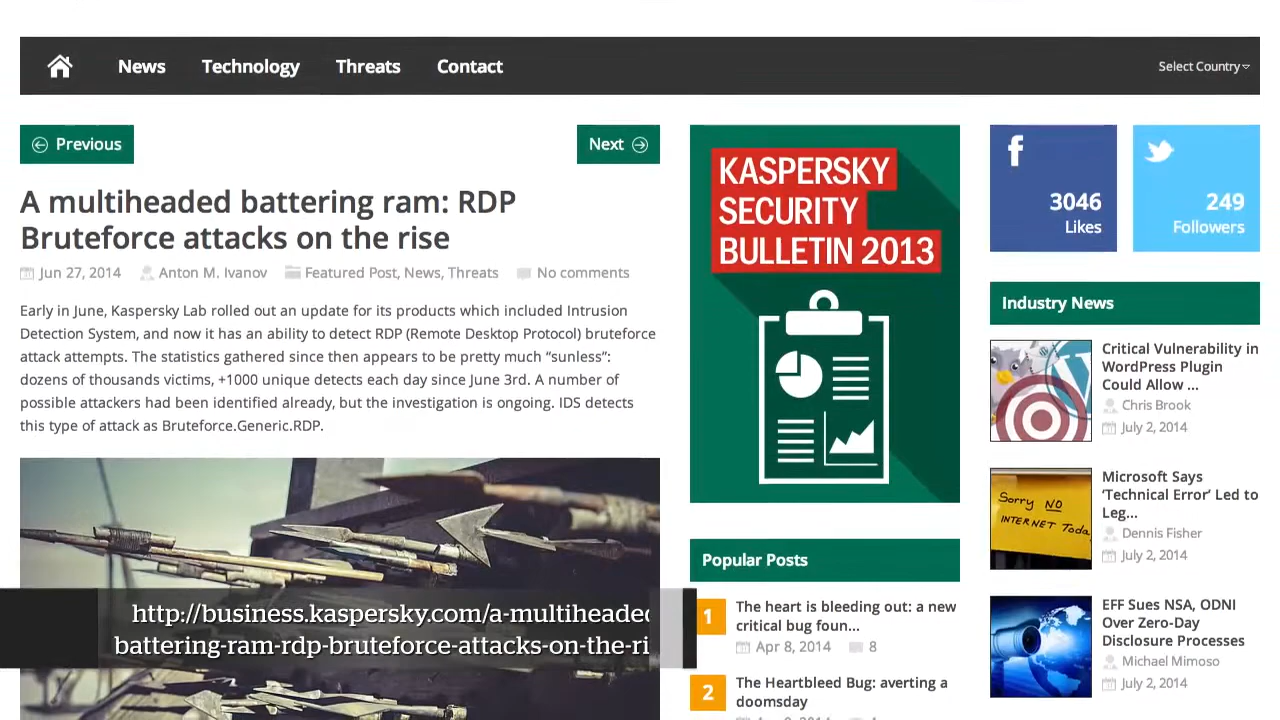 News
Technology
Threats
Contact
Select Country
Previous
Next
A multiheaded battering ram: RDP
Bruteforce attacks on the rise
Jun 27, 2014
Anton M. Ivanov
Featured Post, News, Threats
No comments
Early in June, Kaspersky Lab rolled out an update for its products which included Intrusion
Detection System, and now it has an ability to detect RDP (Remote Desktop Protocol) bruteforce
attack attempts. The statistics gathered since then appears to be pretty much “sunless”:
dozens of thousands victims, +1000 unique detects each day since June 3rd. A number of
possible attackers had been identified already, but the investigation is ongoing. IDS detects
this type of attack as Bruteforce.Generic.RDP.
http://business.kaspersky.com/a-multiheaded
battering-ram-rdp-bruteforce-attacks-on-the-ri
KASPERSKY
SECURITY
BULLETIN 2013
Popular Posts
1
The heart is bleeding out: a new
critical bug foun...
Apr 8, 2014
8
2
The Heartbleed Bug: averting a
doomsday
3046
Likes
249
Followers
Industry News
Critical Vulnerability in
WordPress Plugin
Could Allow ...
Chris Brook
July 2, 2014
Sorry NO
INTERNET Toda
Microsoft Says
‘Technical Error’ Led to
Leg...
Dennis Fisher
July 2, 2014
EFF Sues NSA, ODNI
Over Zero-Day
Disclosure Processes
Michael Mimoso
July 2, 2014